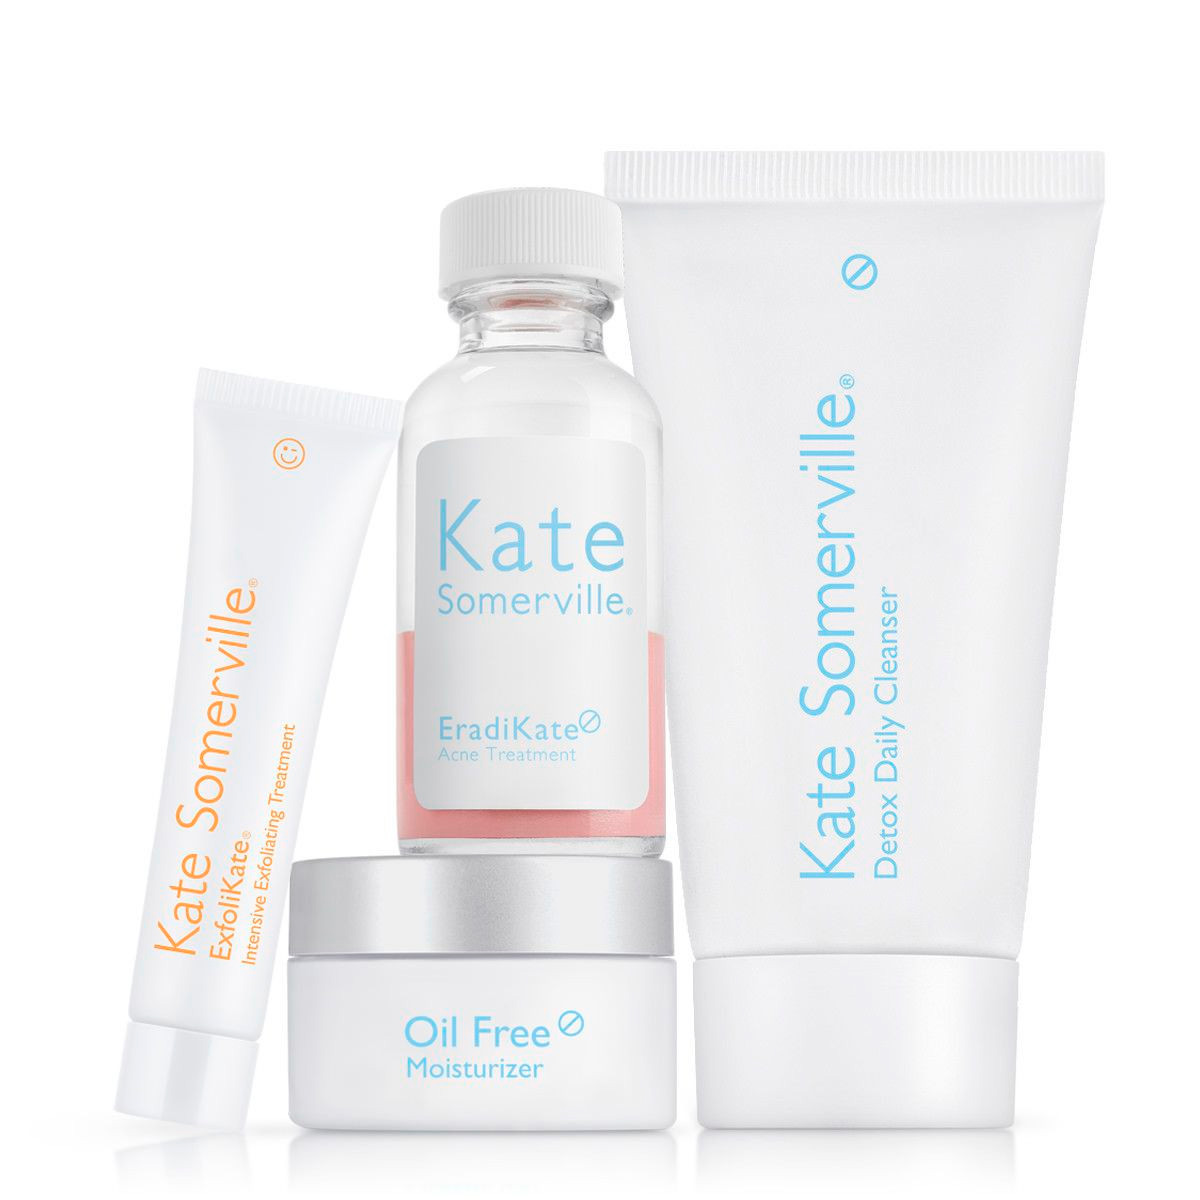 Kate Somerville®
ExfoliKate®
Intensive Exfoliating Treatment
Kate
Somerville®
EradiKate
Acne Treatment
Oil Free
Moisturizer
Kate Somerville®
Detox Daily Cleanser